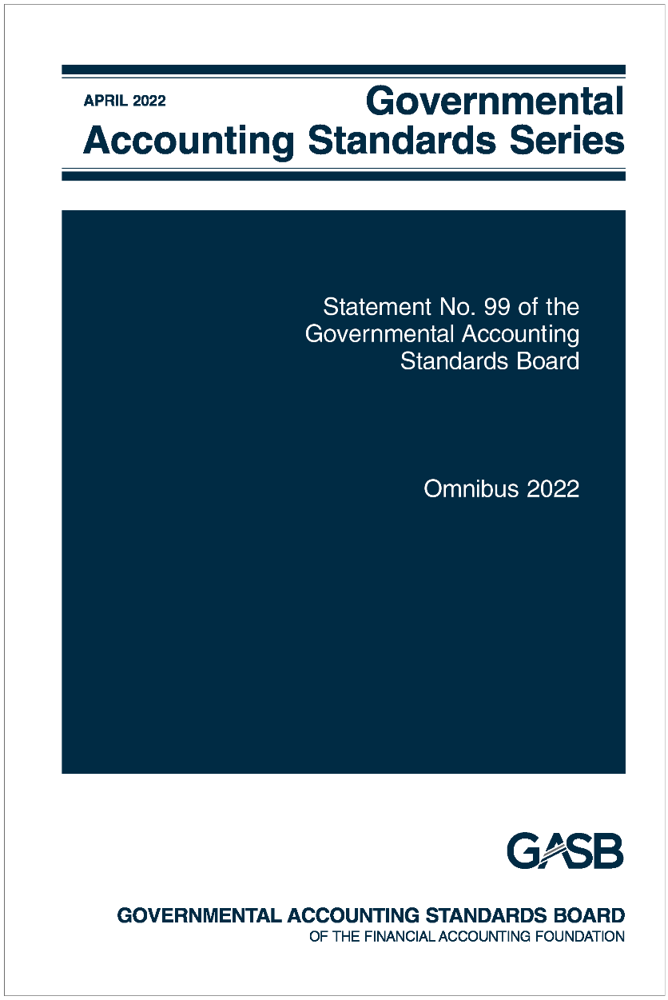 APRIL 2022
Governmental
Accounting Standards Series
Statement No. 99 of the
Governmental Accounting
Standards Board
Omnibus 2022
GASB
GOVERNMENTAL ACCOUNTING STANDARDS BOARD
OF THE FINANCIAL ACCOUNTING FOUNDATION